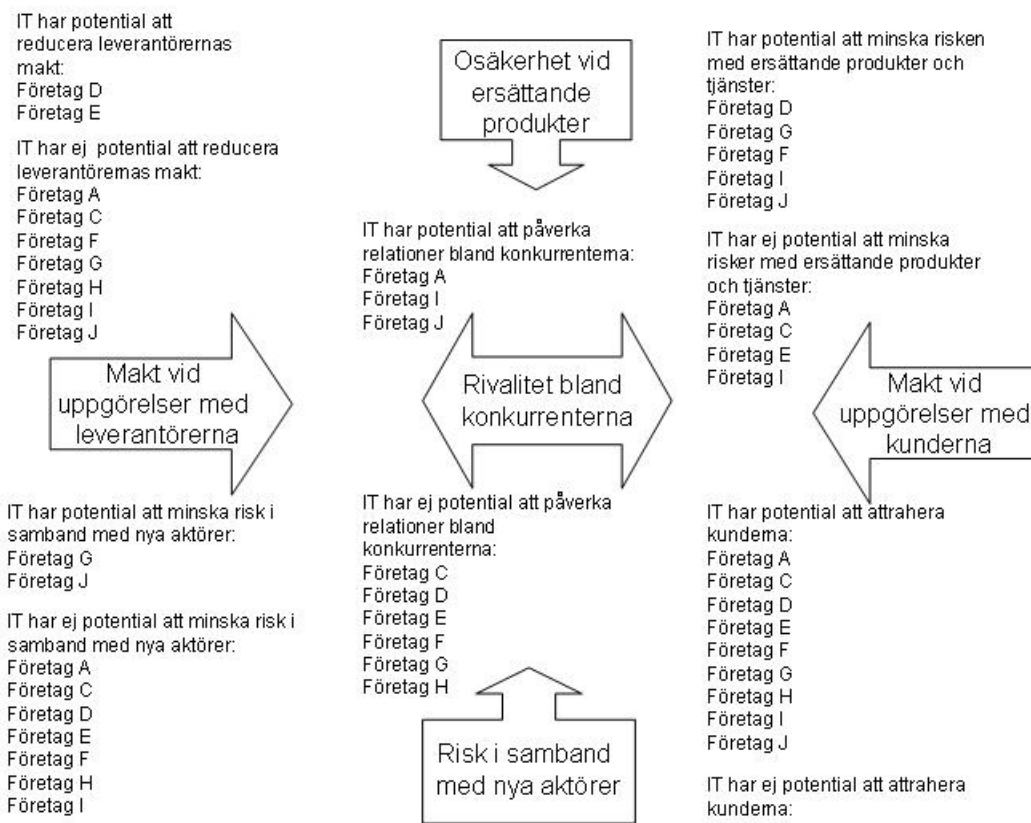 IT har potential att
reducera leverantörernas
makt:
Företag D
Företag E
IT har ej potential att reducera
leverantörernas makt:
Företag A
Företag C
Företag F
Företag G
Företag H
Företag I
Företag J
Makt vid
uppgörelser med
leverantörerna
IT har potential att minska risk i
samband med nya aktörer:
Företag G
Företag J
IT har ej potential att minska risk i
samband med nya aktörer:
Företag A
Företag C
Företag D
Företag E
Företag F
Företag H
Företag I
Osäkerhet vid
ersättande
produkter
IT har potential att påverka
relationer bland konkurrenterna:
Företag A
Företag I
Företag J
Rivalitet bland
konkurrenterna
IT har ej potential att påverka
relationer bland
konkurrenterna:
Företag C
Företag D
Företag E
Företag F
Företag G
Företag H
Risk i samband
med nya aktörer
IT har potential att minska risken
med ersättande produkter och
tjänster:
Företag D
Företag G
Företag F
Företag I
Företag J
IT har ej potential att minska
risker med ersättande produkter
och tjänster:
Företag A
Företag C
Företag E
Företag I
Makt vid
uppgörelser med
kunderna
IT har potential att attrahera
kunderna:
Företag A
Företag C
Företag D
Företag E
Företag F
Företag G
Företag H
Företag I
Företag J
IT har ej potential att attrahera
kunderna: